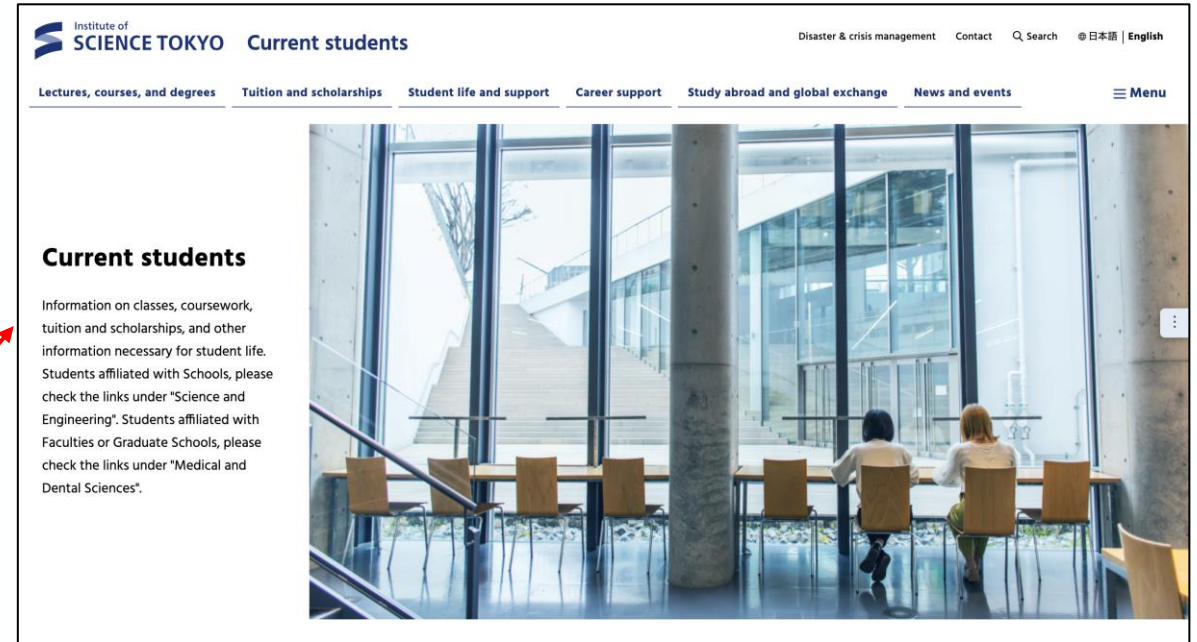 Institute of
SCIENCE TOKYO
Current students
Disaster & crisis management
Contact
Search
日本語 | English
Lectures, courses, and degrees
Tuition and scholarships
Student life and support
Career support
Study abroad and global exchange
News and events
Menu
Current students
Information on classes, coursework,
tuition and scholarships, and other
information necessary for student life.
Students affiliated with Schools, please
check the links under "Science and
Engineering". Students affiliated with
Faculties or Graduate Schools, please
check the links under "Medical and
Dental Sciences".